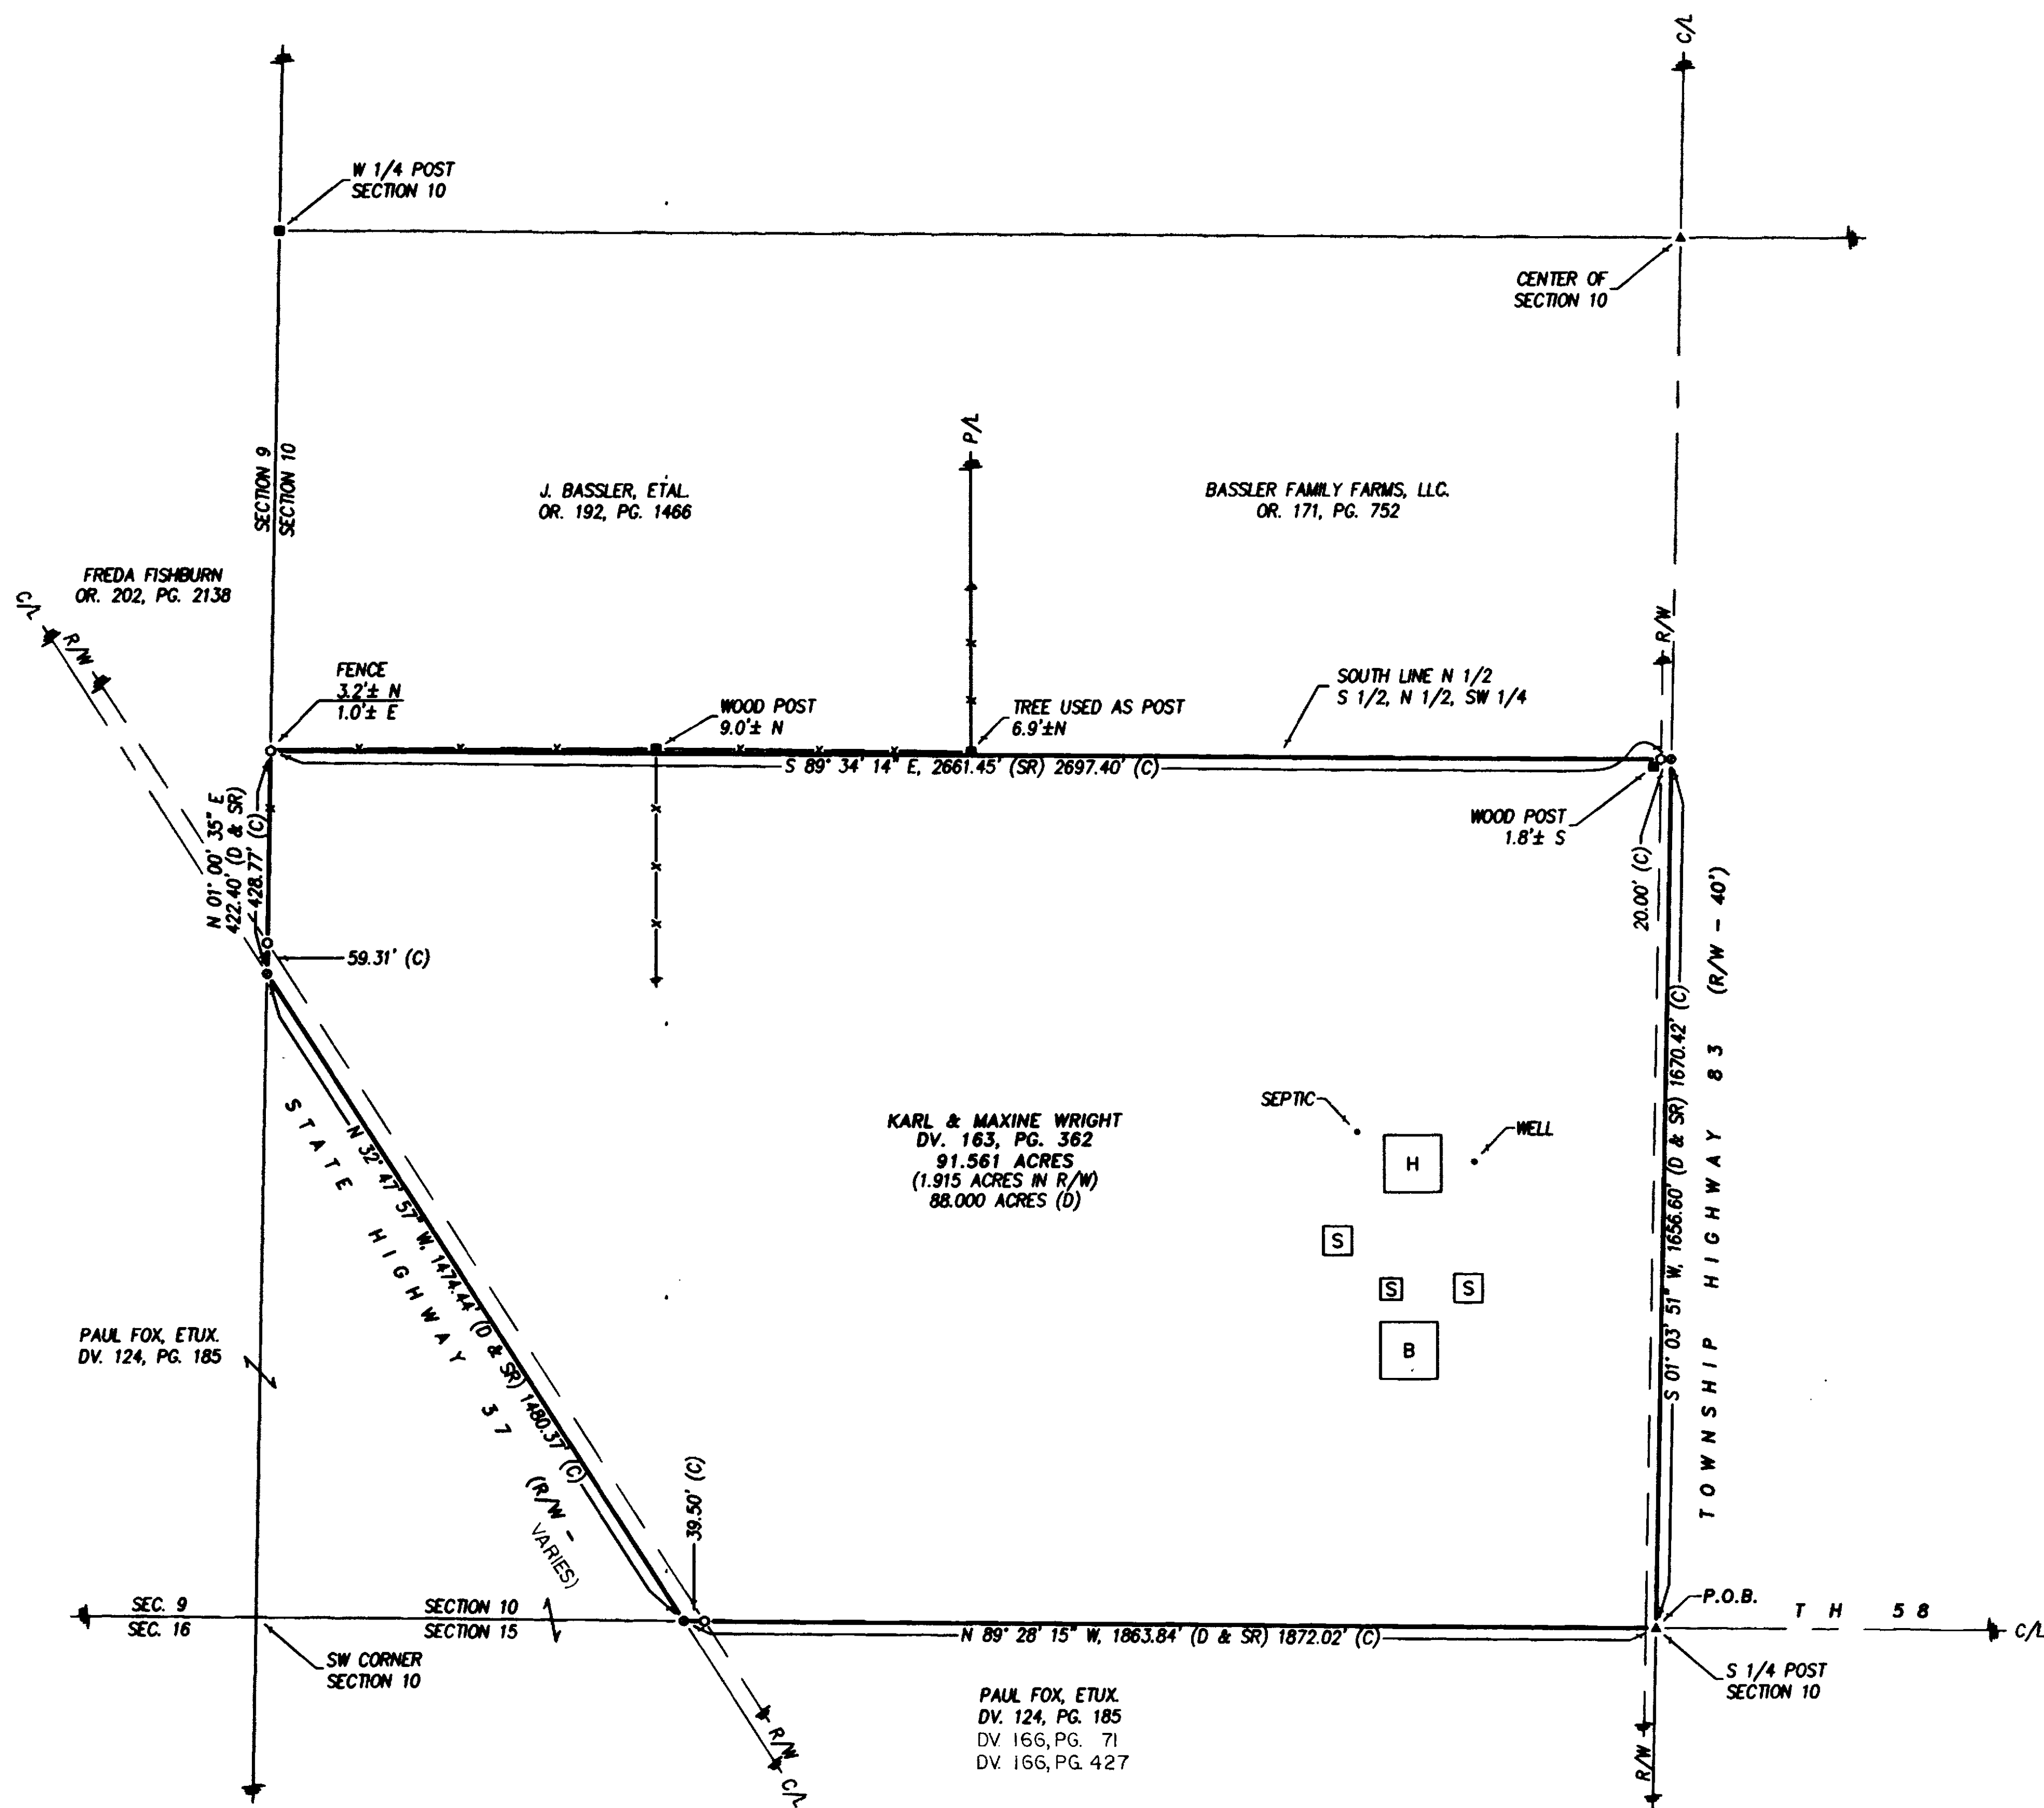 C/L
W 1/4 POST
SECTION 10
CENTER OF
SECTION 10
P/L
SECTION 9
SECTION 10
J. BASSLER, ETAL.
OR. 192, PG. 1466
BASSLER FAMILY FARMS, LLC.
OR. 171, PG. 752
FREDA FISHBURN
OR. 202, PG. 2138
C/L
R/W
R/W
FENCE
3.2'± N
1.0'± E
WOOD POST
9.0'± N
TREE USED AS POST
6.9'±N
SOUTH LINE N 1/2
S 1/2, N 1/2, SW 1/4
S 89° 34' 14" E, 2661.45' (SR) 2697.40' (C)
WOOD POST
1.8'± S
20.00' (C)
N 01° 00' 35" E
422.40' (D & SR)
428.77' (C)
59.31' (C)
S 01° 03' 51" W, 1656.60' (D & SR) 1670.42' (C)
TOWNSHIP HIGHWAY 83 (R/W - 40')
N 32° 47' 57" W, 1474.44' (D & SR) 1480.37' (C)
STATE HIGHWAY 37
(R/W -
VARIES)
KARL & MAXINE WRIGHT
DV. 163, PG. 362
91.561 ACRES
(1.915 ACRES IN R/W)
88.000 ACRES (D)
SEPTIC
WELL
H
S
S
S
B
PAUL FOX, ETUX.
DV. 124, PG. 185
39.50' (C)
SEC. 9
SEC. 16
SECTION 10
SECTION 15
SW CORNER
SECTION 10
N 89° 28' 15" W, 1863.84' (D & SR) 1872.02' (C)
P.O.B.
TH 58
C/L
S 1/4 POST
SECTION 10
PAUL FOX, ETUX.
DV. 124, PG. 185
DV. 166, PG. 71
DV. 166, PG. 427
R/W
C/L
R/W